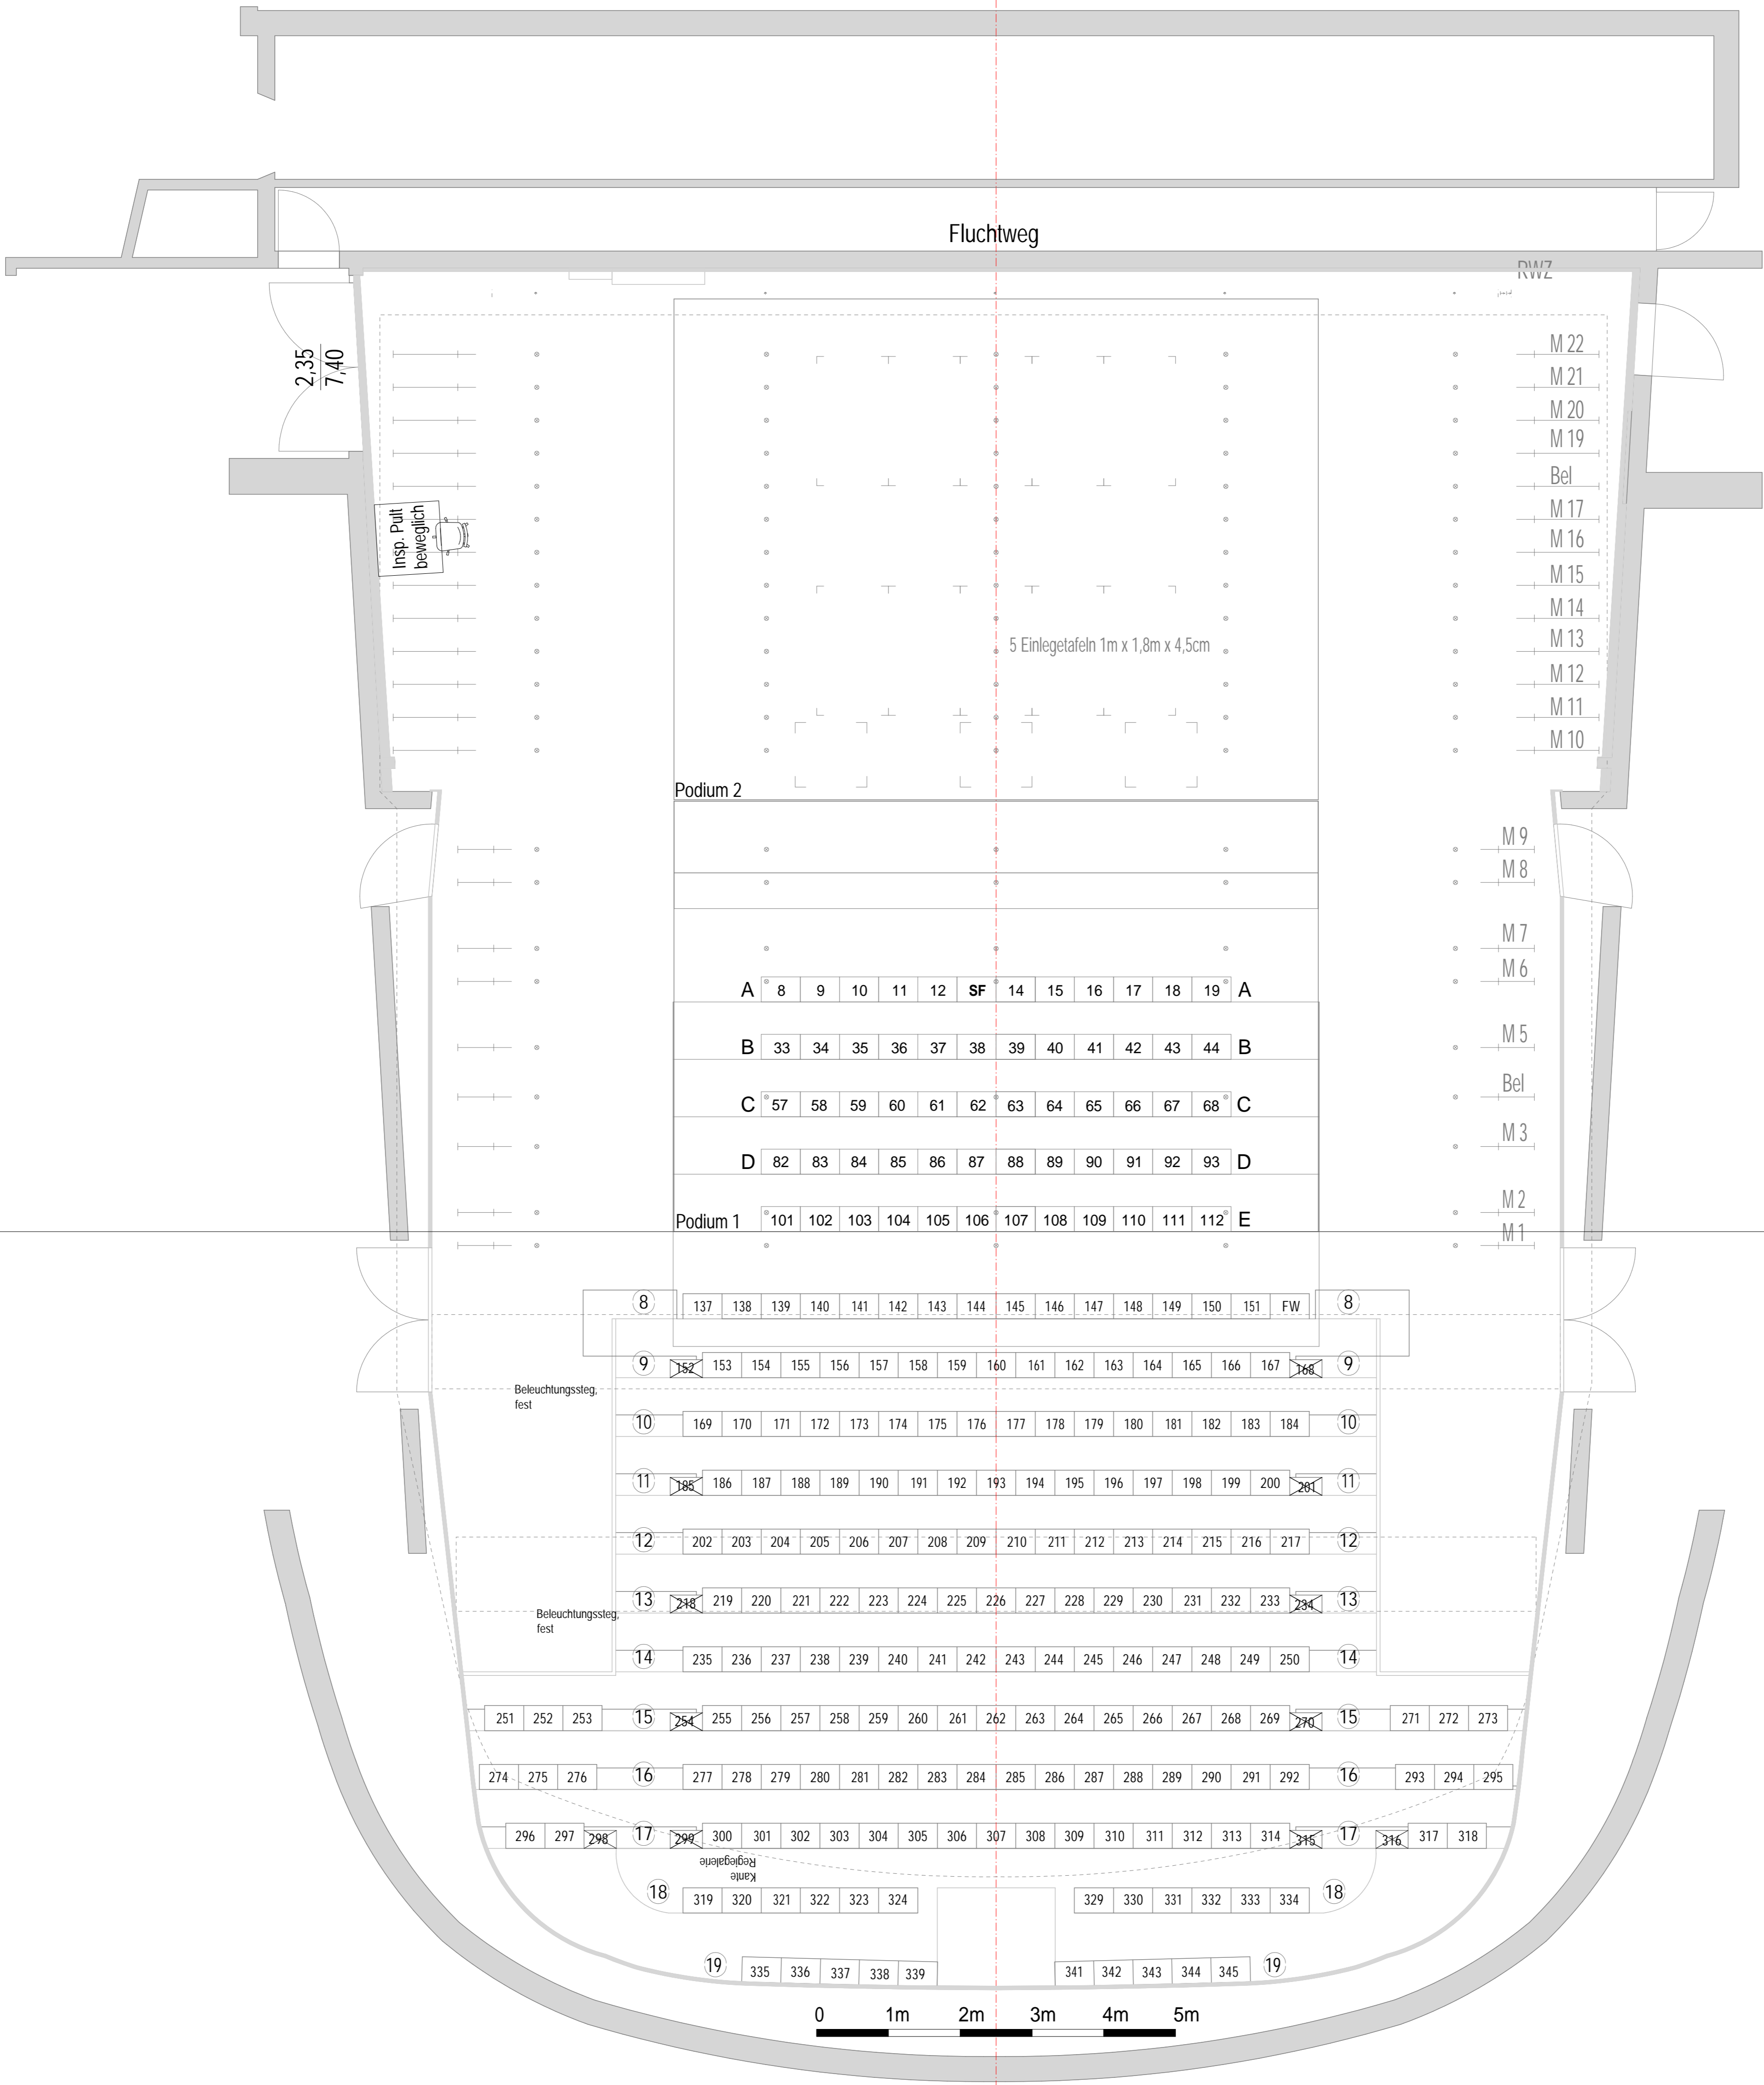 Fluchtweg
RWZ
2,35
7,40
M 22
M 21
M 20
M 19
Bel
M 17
M 16
M 15
M 14
M 13
M 12
M 11
M 10
Insp. Pult
beweglich
5 Einlegetafeln 1m x 1,8m x 4,5cm
Podium 2
M 9
M 8
M 7
M 6
A 8 9 10 11 12 SF 14 15 16 17 18 19 A
M 5
B 33 34 35 36 37 38 39 40 41 42 43 44 B
Bel
C 57 58 59 60 61 62 63 64 65 66 67 68 C
M 3
D 82 83 84 85 86 87 88 89 90 91 92 93 D
M 2
Podium 1 101 102 103 104 105 106 107 108 109 110 111 112 E
M 1
8 137 138 139 140 141 142 143 144 145 146 147 148 149 150 151 FW 8
9 152 153 154 155 156 157 158 159 160 161 162 163 164 165 166 167 168 9
Beleuchtungssteg,
fest
10 169 170 171 172 173 174 175 176 177 178 179 180 181 182 183 184 10
11 185 186 187 188 189 190 191 192 193 194 195 196 197 198 199 200 201 11
12 202 203 204 205 206 207 208 209 210 211 212 213 214 215 216 217 12
13 218 219 220 221 222 223 224 225 226 227 228 229 230 231 232 233 234 13
Beleuchtungssteg,
fest
14 235 236 237 238 239 240 241 242 243 244 245 246 247 248 249 250 14
251 252 253 15 254 255 256 257 258 259 260 261 262 263 264 265 266 267 268 269 270 15 271 272 273
274 275 276 16 277 278 279 280 281 282 283 284 285 286 287 288 289 290 291 292 16 293 294 295
296 297 298 17 299 300 301 302 303 304 305 306 307 308 309 310 311 312 313 314 315 17 316 317 318
Kante
Regiegalerie
18 319 320 321 322 323 324 329 330 331 332 333 334 18
19 335 336 337 338 339 341 342 343 344 345 19
0 1m 2m 3m 4m 5m